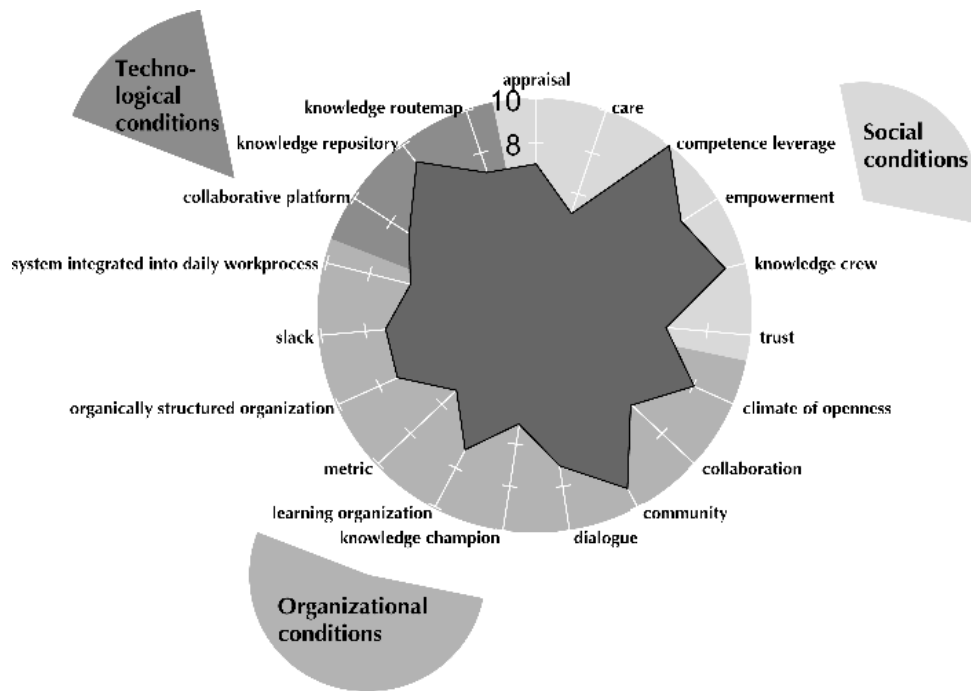 Techno-
logical
conditions
Social
conditions
appraisal
10
8
care
competence leverage
empowerment
knowledge crew
trust
climate of openness
collaboration
community
dialogue
knowledge champion
learning organization
metric
organically structured organization
slack
system integrated into daily workprocess
collaborative platform
knowledge repository
knowledge routemap
Organizational
conditions